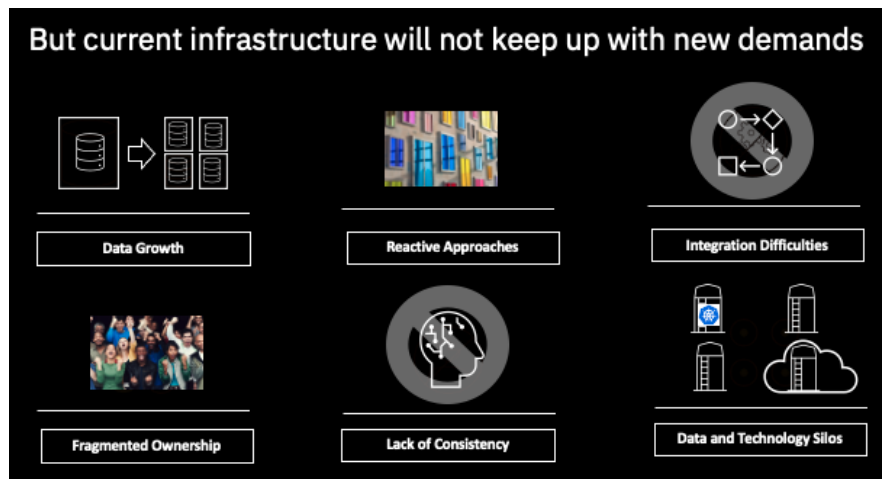 But current infrastructure will not keep up with new demands
Data Growth
Reactive Approaches
Integration Difficulties
Fragmented Ownership
Lack of Consistency
Data and Technology Silos